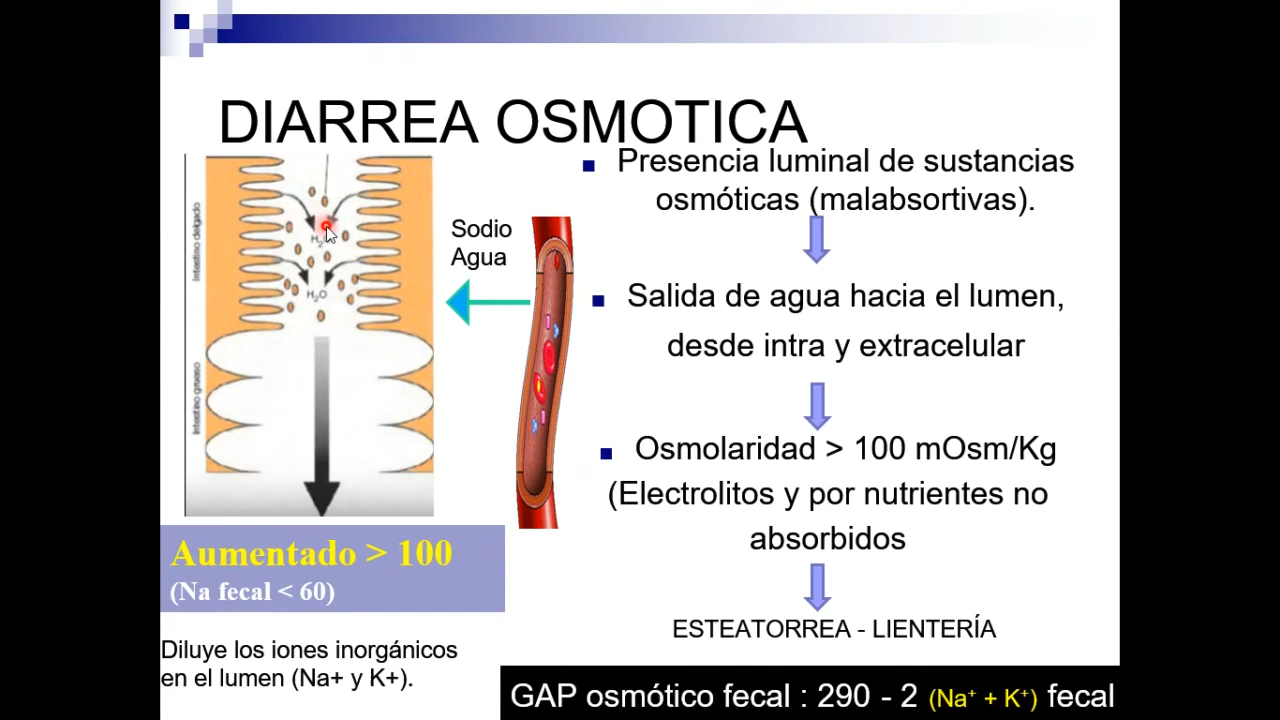 DIARREA OSMOTICA
Presencia luminal de sustancias
osmóticas (malabsortivas).
Sodio
Agua
Intestino delgado
H₂O
Intestino grueso
Salida de agua hacia el lumen,
desde intra y extracelular
Osmolaridad > 100 mOsm/Kg
(Electrolitos y por nutrientes no
absorbidos
Aumentado > 100
(Na fecal < 60)
ESTEATORREA - LIENTERÍA
Diluye los iones inorgánicos
en el lumen (Na+ y K+).
GAP osmótico fecal : 290 - 2 (Na⁺ + K⁺) fecal